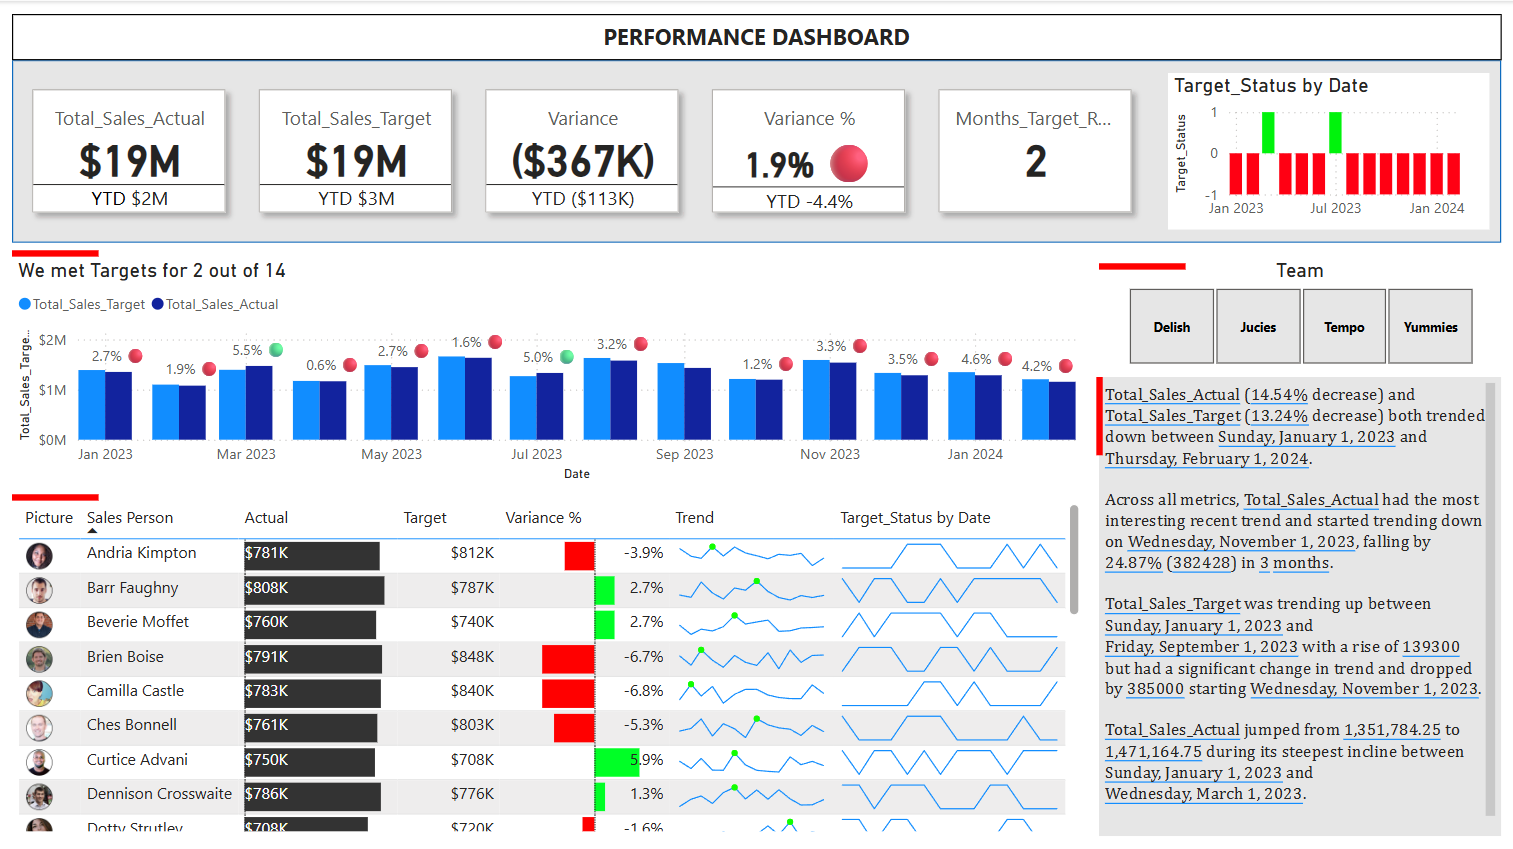 PERFORMANCE DASHBOARD
Total_Sales_Actual
$19M
YTD $2M
Total_Sales_Target
$19M
YTD $3M
Variance
($367K)
YTD ($113K)
Variance %
1.9%
YTD -4.4%
Months_Target_R...
2
Target_Status by Date
Target_Status
1
0
-1
Jan 2023 Jul 2023 Jan 2024
We met Targets for 2 out of 14
Total_Sales_Target Total_Sales_Actual
Total_Sales_Targe...
$2M
$1M
$0M
2.7% 1.9% 5.5% 0.6% 2.7% 1.6% 5.0% 3.2% 1.2% 3.3% 3.5% 4.6% 4.2%
Jan 2023 Mar 2023 May 2023 Jul 2023 Sep 2023 Nov 2023 Jan 2024
Date
Team
Delish Jucies Tempo Yummies
Picture Sales Person Actual Target Variance % Trend Target_Status by Date
Andria Kimpton $781K $812K -3.9%
Barr Faughny $808K $787K 2.7%
Beverie Moffet $760K $740K 2.7%
Brien Boise $791K $848K -6.7%
Camilla Castle $783K $840K -6.8%
Ches Bonnell $761K $803K -5.3%
Curtice Advani $750K $708K 5.9%
Dennison Crosswaite $786K $776K 1.3%
Dotty Strutley $708K $720K -1.6%
Total_Sales_Actual (14.54% decrease) and
Total_Sales_Target (13.24% decrease) both trended
down between Sunday, January 1, 2023 and
Thursday, February 1, 2024.
Across all metrics, Total_Sales_Actual had the most
interesting recent trend and started trending down
on Wednesday, November 1, 2023, falling by
24.87% (382428) in 3 months.
Total_Sales_Target was trending up between
Sunday, January 1, 2023 and
Friday, September 1, 2023 with a rise of 139300
but had a significant change in trend and dropped
by 385000 starting Wednesday, November 1, 2023.
Total_Sales_Actual jumped from 1,351,784.25 to
1,471,164.75 during its steepest incline between
Sunday, January 1, 2023 and
Wednesday, March 1, 2023.